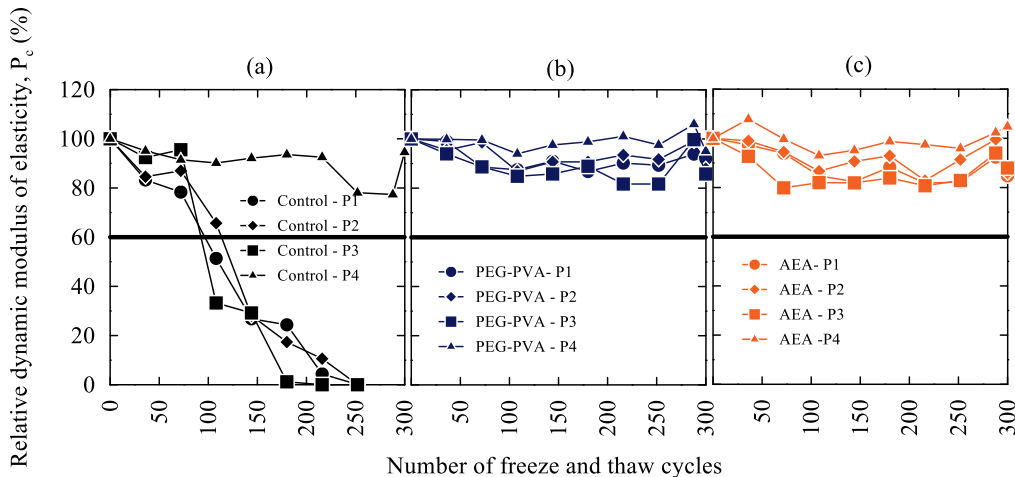 (a) (b) (c)
Relative dynamic modulus of elasticity, P_c (%)
120
100
80
60
40
20
0
Control - P1
Control - P2
Control - P3
Control - P4
PEG-PVA- P1
PEG-PVA - P2
PEG-PVA - P3
PEG-PVA - P4
AEA- P1
AEA - P2
AEA - P3
AEA -P4
0 50 100 150 200 250 300 50 100 150 200 250 300 50 100 150 200 250 300
Number of freeze and thaw cycles